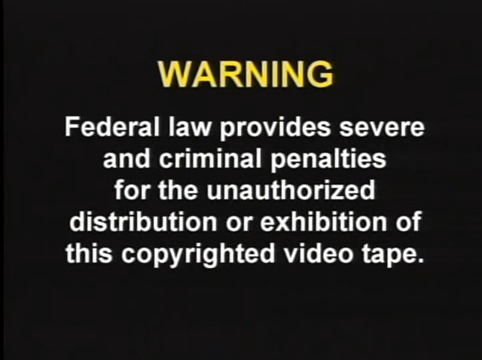 WARNING
Federal law provides severe
and criminal penalties
for the unauthorized
distribution or exhibition of
this copyrighted video tape.